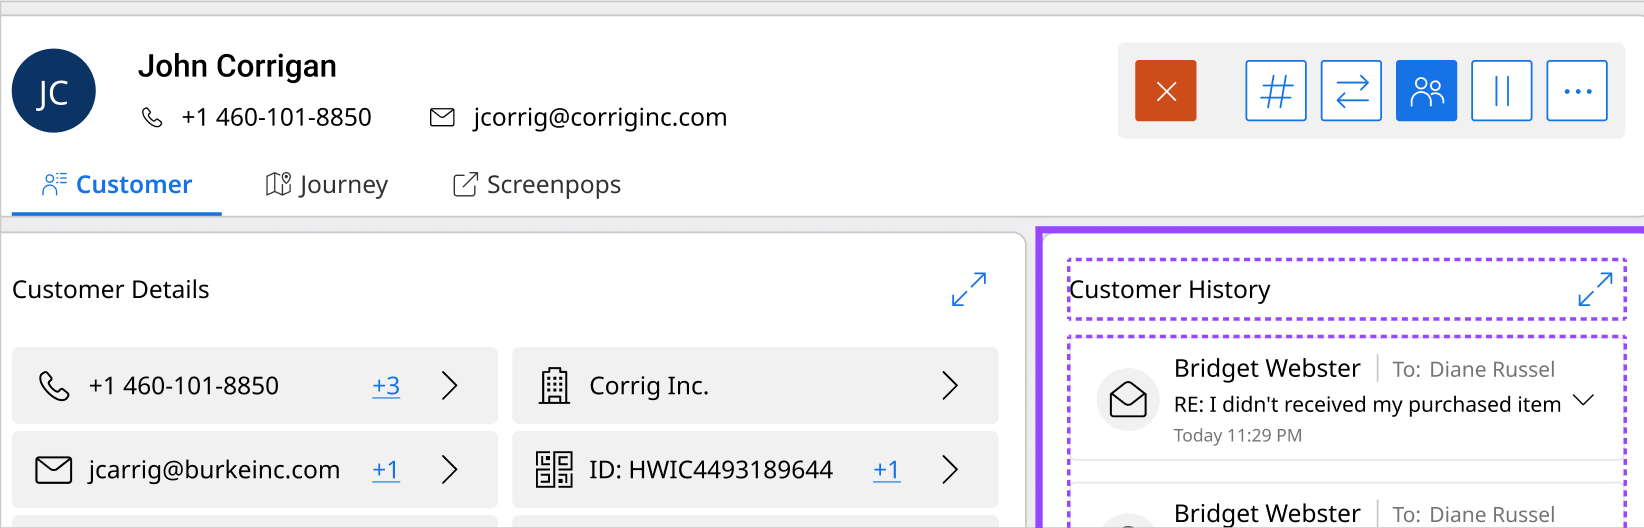 JC
John Corrigan
+1 460-101-8850
jcorrig@corriginc.com
Customer
Journey
Screenpops
Customer Details
+1 460-101-8850 +3
Corrig Inc.
jcarrig@burkeinc.com +1
ID: HWIC4493189644 +1
Customer History
Bridget Webster To: Diane Russel
RE: I didn't received my purchased item
Today 11:29 PM
Bridget Webster To: Diane Russel